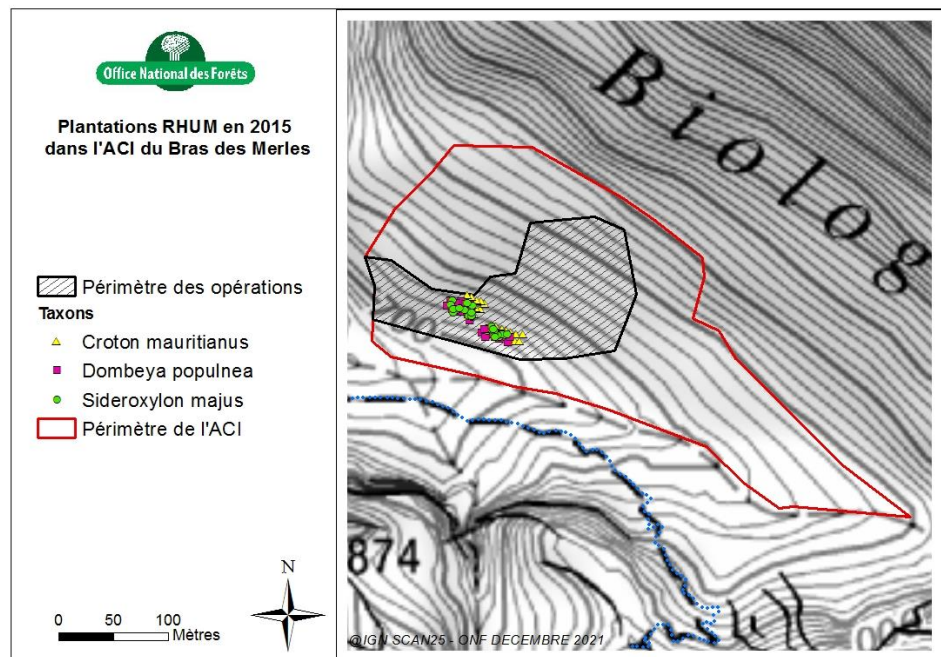 Office National des Forêts
Plantations RHUM en 2015
dans l'ACI du Bras des Merles
Périmètre des opérations
Taxons
Croton mauritianus
Dombeya populnea
Sideroxylon majus
Périmètre de l'ACI
N
0 50 100
Mètres
Biolog
874
@IGN SCAN25 - ONF DECEMBRE 2021